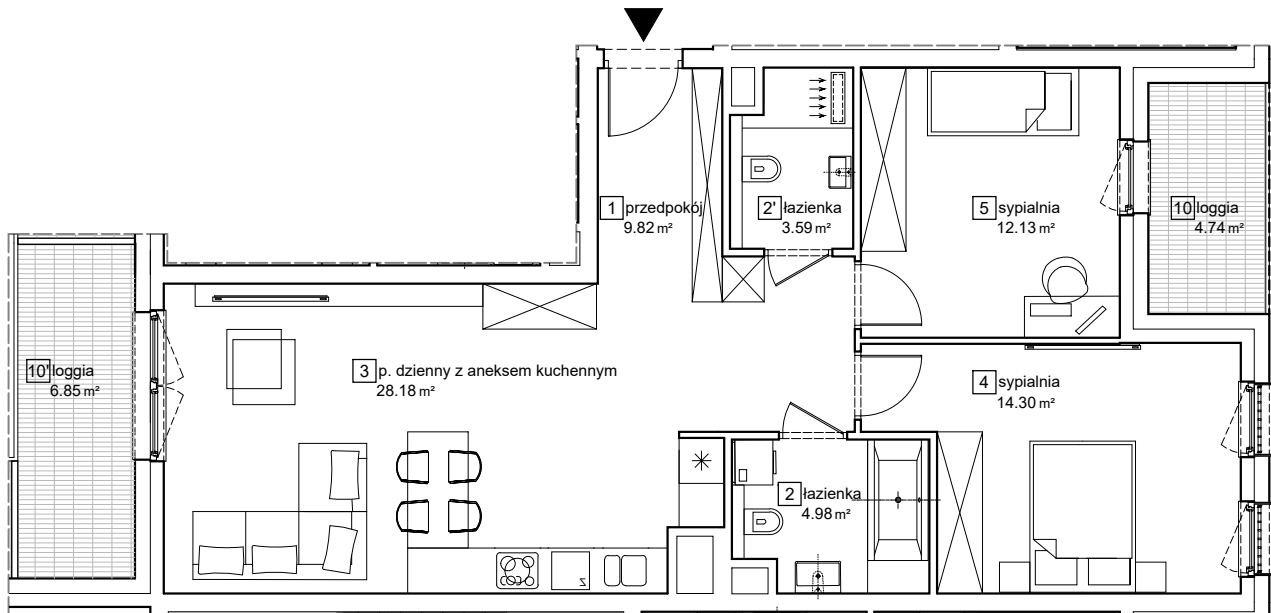 1 przedpokój
9.82 m²
2' łazienka
3.59 m²
5 sypialnia
12.13 m²
10 loggia
4.74 m²
10' loggia
6.85 m²
3 p. dzienny z aneksem kuchennym
28.18 m²
4 sypialnia
14.30 m²
2 łazienka
4.98 m²
Z